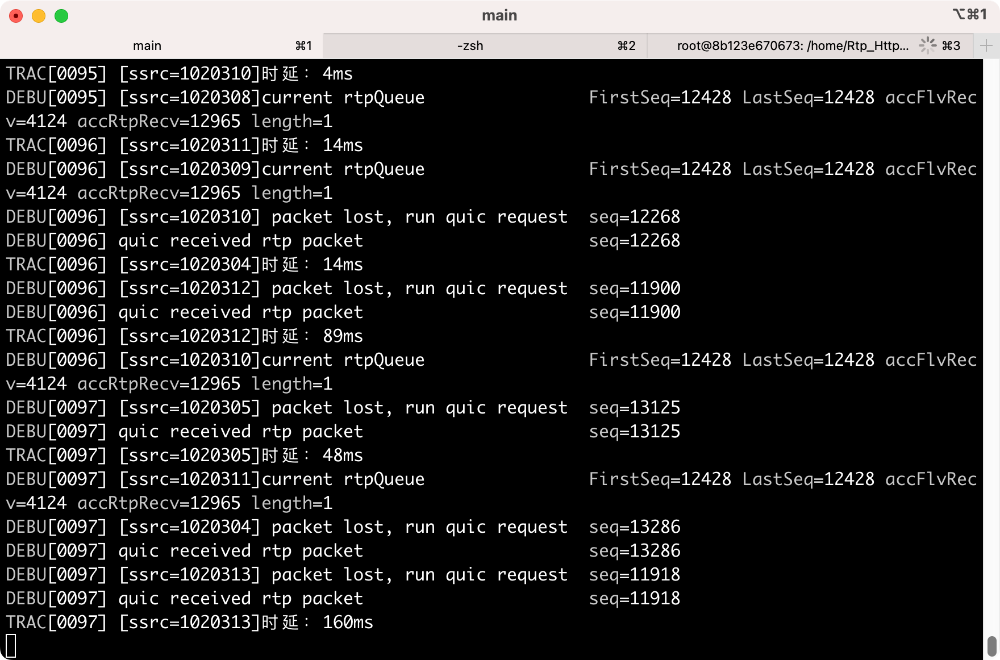 main
⌥⌘1
main ⌘1
-zsh ⌘2
root@8b123e670673: /home/Rtp_Http... ⌘3
TRAC[0095] [ssrc=1020310]时延： 4ms
DEBU[0095] [ssrc=1020308]current rtpQueue FirstSeq=12428 LastSeq=12428 accFlvRec
v=4124 accRtpRecv=12965 length=1
TRAC[0096] [ssrc=1020311]时延： 14ms
DEBU[0096] [ssrc=1020309]current rtpQueue FirstSeq=12428 LastSeq=12428 accFlvRec
v=4124 accRtpRecv=12965 length=1
DEBU[0096] [ssrc=1020310] packet lost, run quic request seq=12268
DEBU[0096] quic received rtp packet seq=12268
TRAC[0096] [ssrc=1020304]时延： 14ms
DEBU[0096] [ssrc=1020312] packet lost, run quic request seq=11900
DEBU[0096] quic received rtp packet seq=11900
TRAC[0096] [ssrc=1020312]时延： 89ms
DEBU[0096] [ssrc=1020310]current rtpQueue FirstSeq=12428 LastSeq=12428 accFlvRec
v=4124 accRtpRecv=12965 length=1
DEBU[0097] [ssrc=1020305] packet lost, run quic request seq=13125
DEBU[0097] quic received rtp packet seq=13125
TRAC[0097] [ssrc=1020305]时延： 48ms
DEBU[0097] [ssrc=1020311]current rtpQueue FirstSeq=12428 LastSeq=12428 accFlvRec
v=4124 accRtpRecv=12965 length=1
DEBU[0097] [ssrc=1020304] packet lost, run quic request seq=13286
DEBU[0097] quic received rtp packet seq=13286
DEBU[0097] [ssrc=1020313] packet lost, run quic request seq=11918
DEBU[0097] quic received rtp packet seq=11918
TRAC[0097] [ssrc=1020313]时延： 160ms